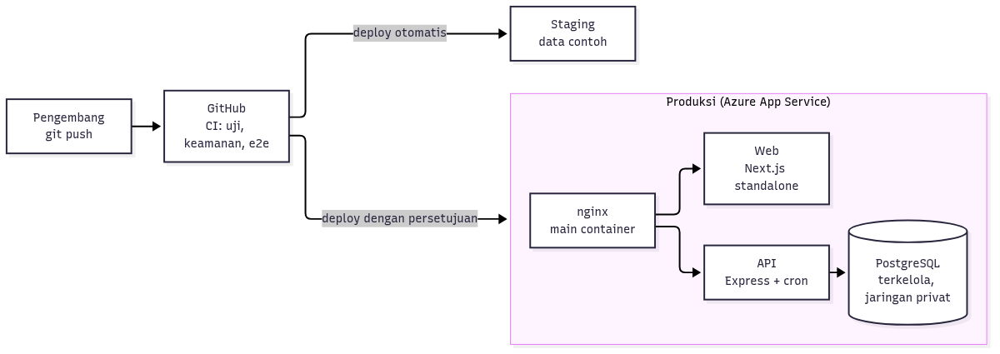 Pengembang
git push
GitHub
CI: uji,
keamanan, e2e
deploy otomatis
Staging
data contoh
deploy dengan persetujuan
Produksi (Azure App Service)
nginx
main container
Web
Next.js
standalone
API
Express + cron
PostgreSQL
terkelola,
jaringan privat